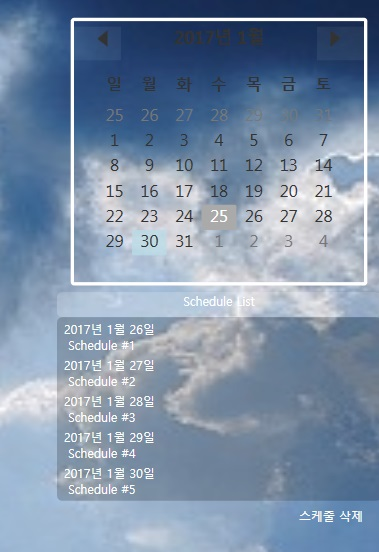 2017년 1월
일 월 화 수 목 금 토
25 26 27 28 29 30 31
1 2 3 4 5 6 7
8 9 10 11 12 13 14
15 16 17 18 19 20 21
22 23 24 25 26 27 28
29 30 31 1 2 3 4
Schedule List
2017년 1월 26일
Schedule #1
2017년 1월 27일
Schedule #2
2017년 1월 28일
Schedule #3
2017년 1월 29일
Schedule #4
2017년 1월 30일
Schedule #5
스케줄 삭제